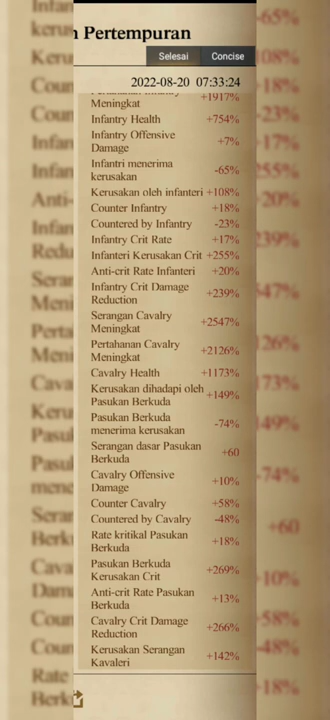 n Pertempuran
Selesai Concise
2022-08-20 07:33:24
Pertahanan Infantry
Meningkat +1917%
Infantry Health +754%
Infantry Offensive
Damage +7%
Infantri menerima
kerusakan -65%
Kerusakan oleh infanteri +108%
Counter Infantry +18%
Countered by Infantry -23%
Infantry Crit Rate +17%
Infanteri Kerusakan Crit +255%
Anti-crit Rate Infanteri +20%
Infantry Crit Damage
Reduction +239%
Serangan Cavalry
Meningkat +2547%
Pertahanan Cavalry
Meningkat +2126%
Cavalry Health +1173%
Kerusakan dihadapi oleh
Pasukan Berkuda +149%
Pasukan Berkuda
menerima kerusakan -74%
Serangan dasar Pasukan
Berkuda +60
Cavalry Offensive
Damage +10%
Counter Cavalry +58%
Countered by Cavalry -48%
Rate kritikal Pasukan
Berkuda +18%
Pasukan Berkuda
Kerusakan Crit +269%
Anti-crit Rate Pasukan
Berkuda +13%
Cavalry Crit Damage
Reduction +266%
Kerusakan Serangan
Kavaleri +142%